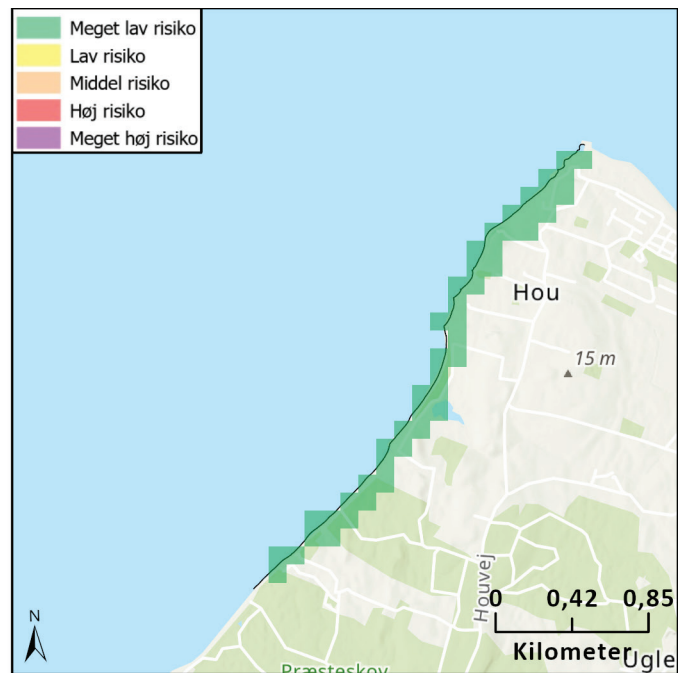 Meget lav risiko
Lav risiko
Middel risiko
Høj risiko
Meget høj risiko
Hou
15 m
Houvej
N
0 0,42 0,85
Kilometer
Ugle
Præsteskov